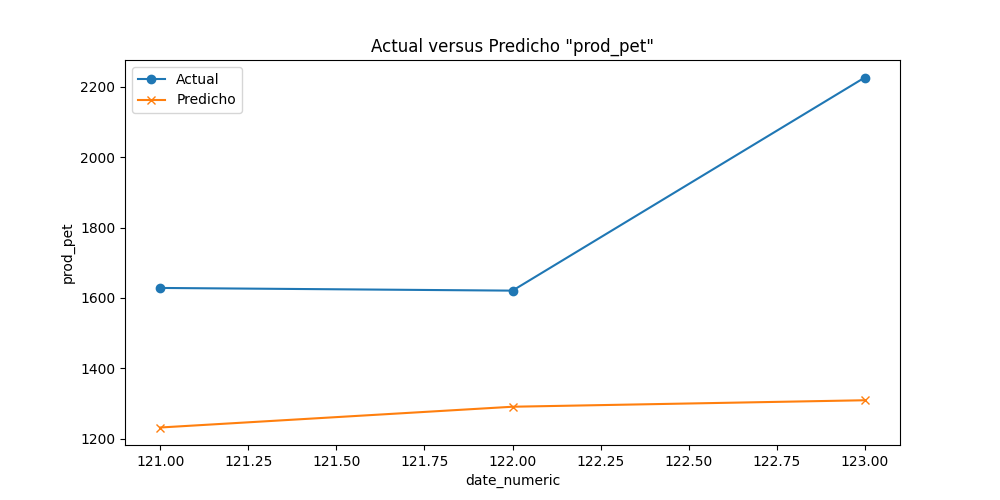 Actual versus Predicho "prod_pet"
Actual
Predicho
2200
2000
1800
1600
1400
1200
prod_pet
121.00 121.25 121.50 121.75 122.00 122.25 122.50 122.75 123.00
date_numeric